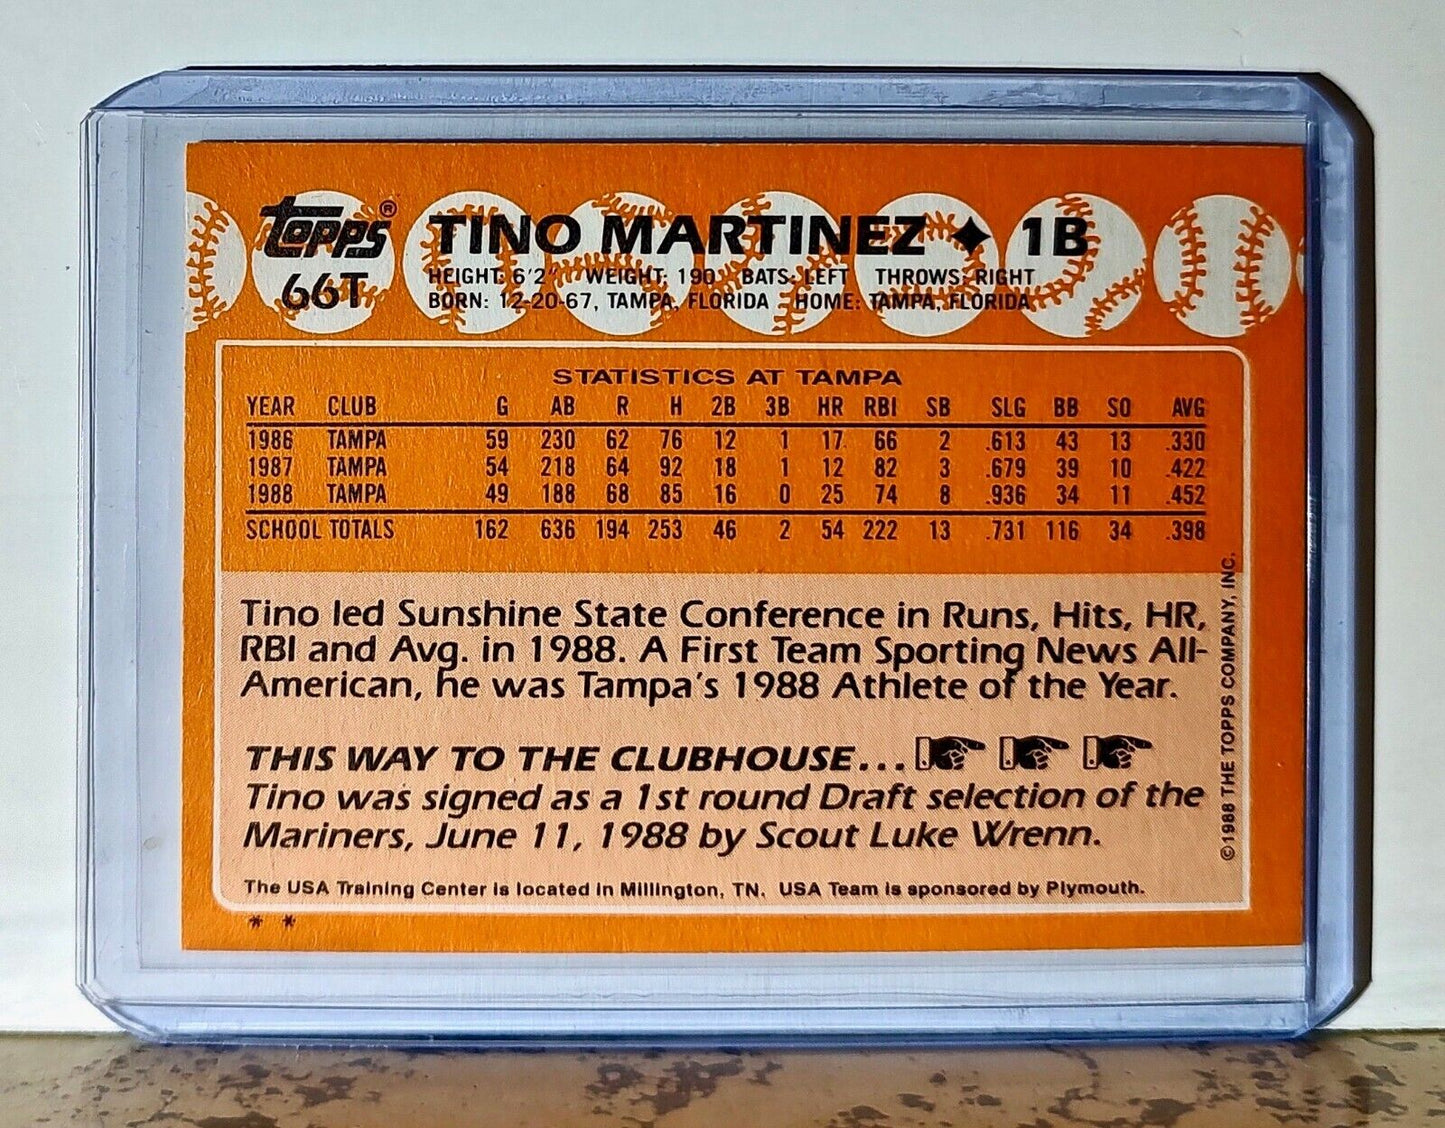 topps®
66T
TINO MARTINEZ ✦ 1B
HEIGHT: 6'2" WEIGHT: 190 BATS: LEFT THROWS: RIGHT
BORN: 12-20-67, TAMPA, FLORIDA HOME: TAMPA, FLORIDA
STATISTICS AT TAMPA
YEAR CLUB G AB R H 2B 3B HR RBI SB SLG BB SO AVG
1986 TAMPA 59 230 62 76 12 1 17 66 2 .613 43 13 .330
1987 TAMPA 54 218 64 92 18 1 12 82 3 .679 39 10 .422
1988 TAMPA 49 188 68 85 16 0 25 74 8 .936 34 11 .452
SCHOOL TOTALS 162 636 194 253 46 2 54 222 13 .731 116 34 .398
Tino led Sunshine State Conference in Runs, Hits, HR,
RBI and Avg. in 1988. A First Team Sporting News All-
American, he was Tampa's 1988 Athlete of the Year.
THIS WAY TO THE CLUBHOUSE...
Tino was signed as a 1st round Draft selection of the
Mariners, June 11, 1988 by Scout Luke Wrenn.
The USA Training Center is located in Millington, TN. USA Team is sponsored by Plymouth.
* *
©1988 THE TOPPS COMPANY, INC.